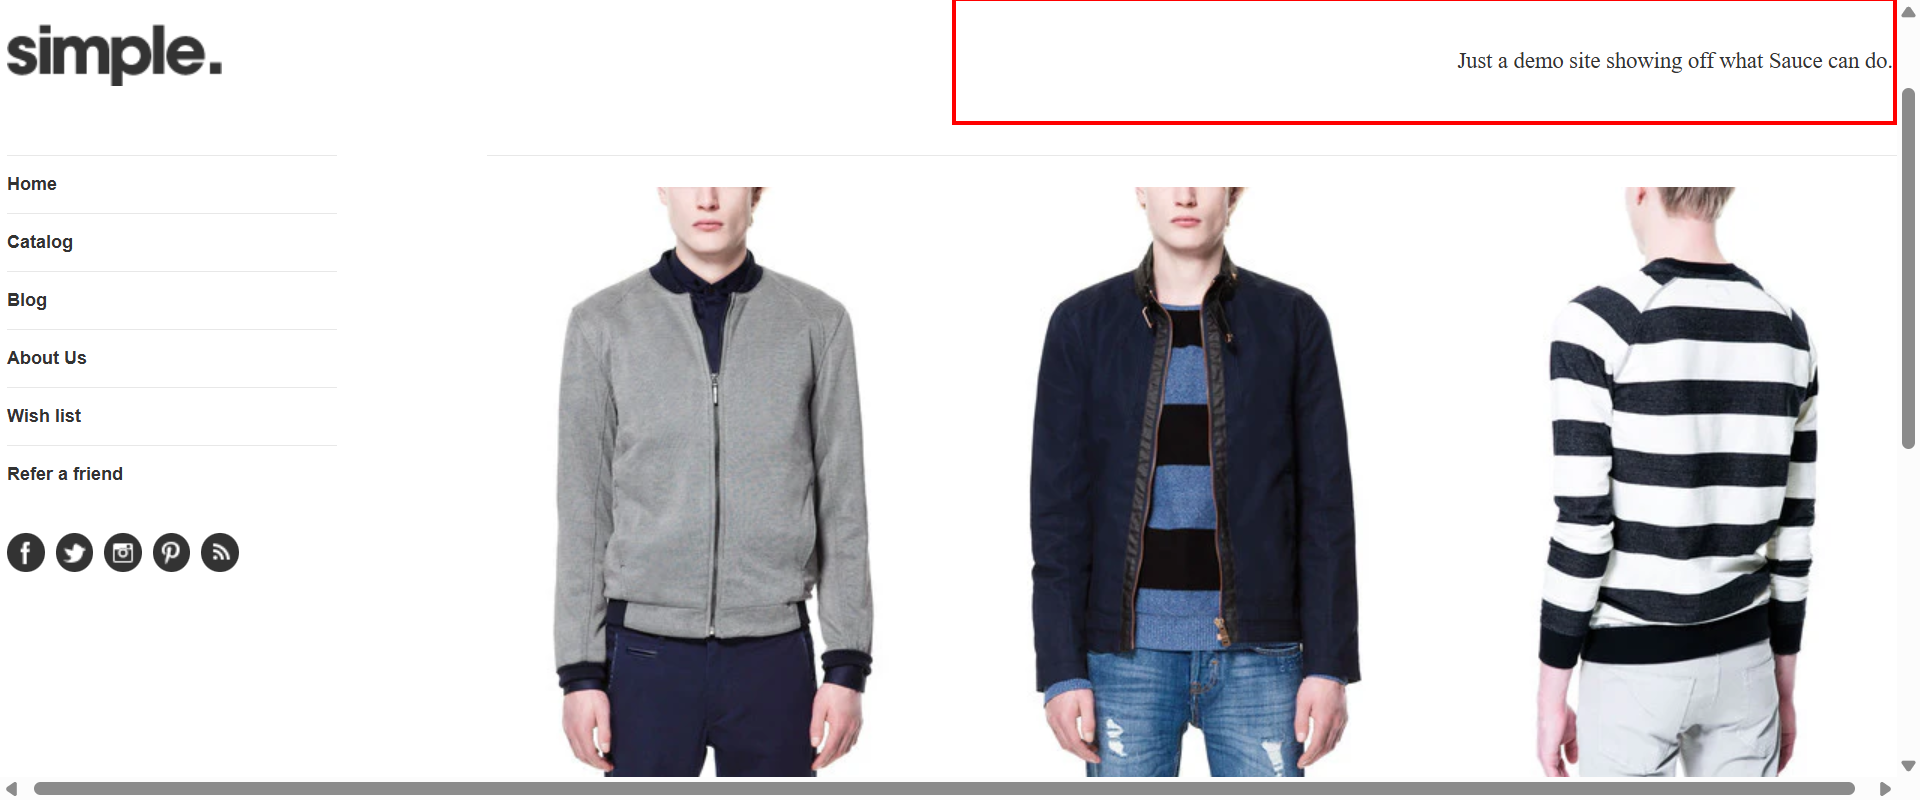 simple.
Just a demo site showing off what Sauce can do.
Home
Catalog
Blog
About Us
Wish list
Refer a friend